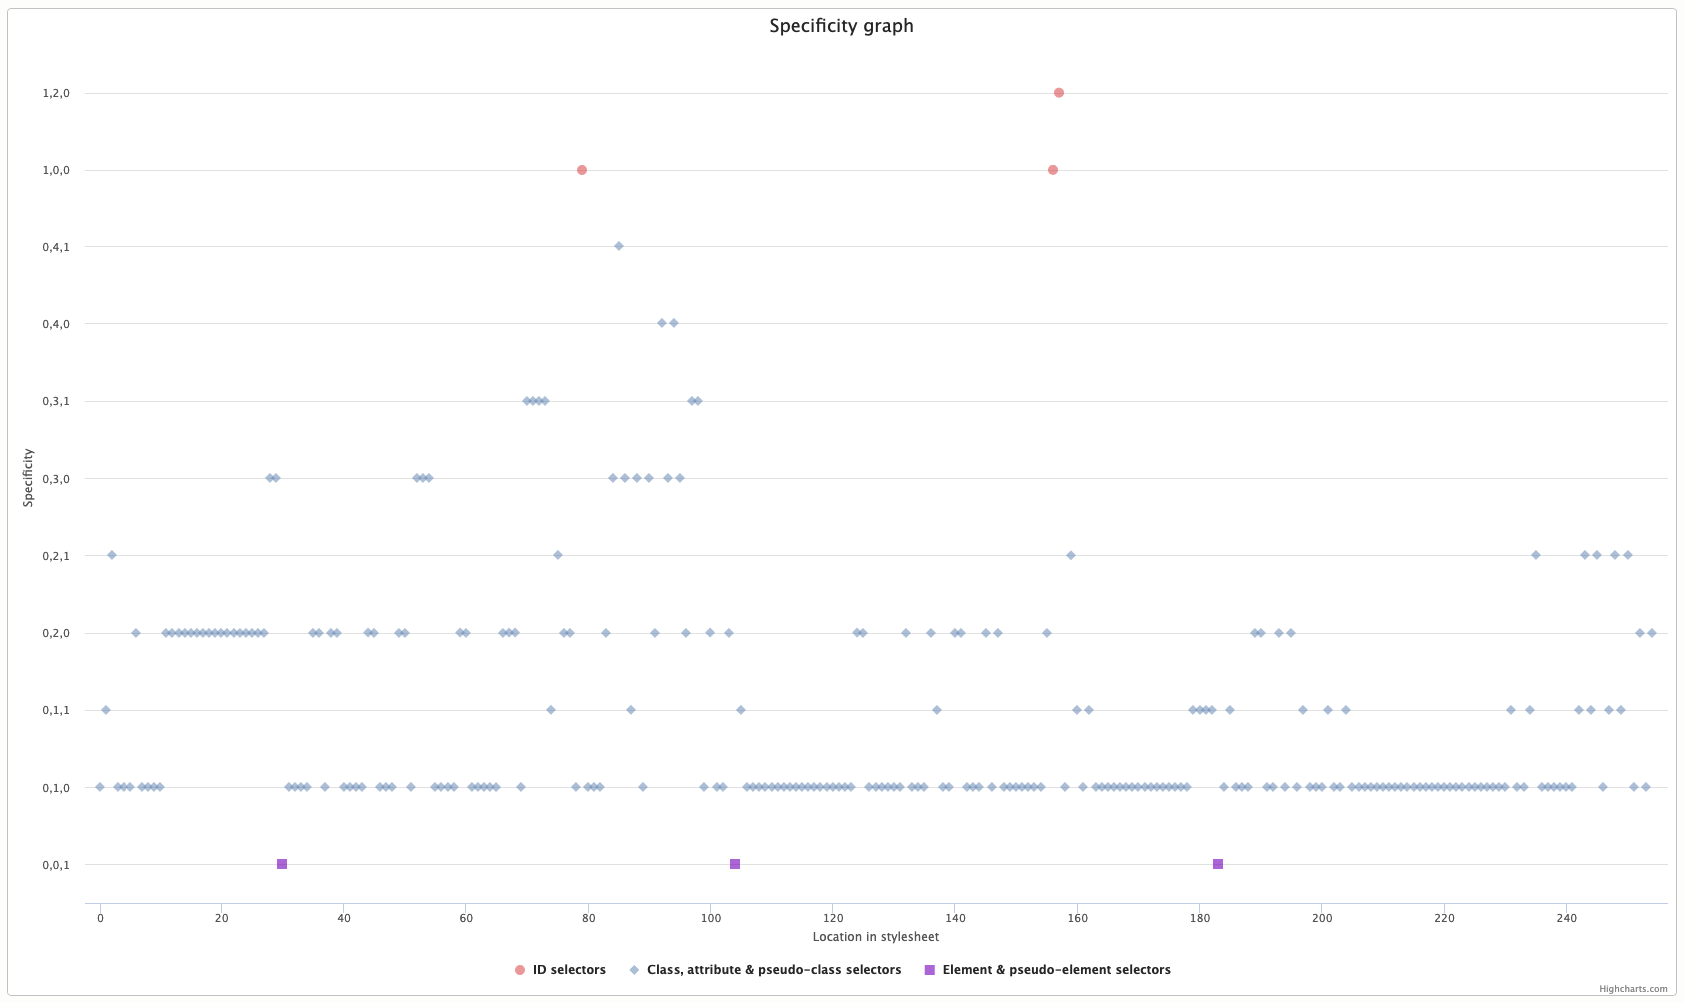 Specificity graph
1,2,0
1,0,0
0,4,1
0,4,0
0,3,1
0,3,0
Specificity
0,2,1
0,2,0
0,1,1
0,1,0
0,0,1
0 20 40 60 80 100 120 140 160 180 200 220 240
Location in stylesheet
ID selectors Class, attribute & pseudo-class selectors Element & pseudo-element selectors
Highcharts.com